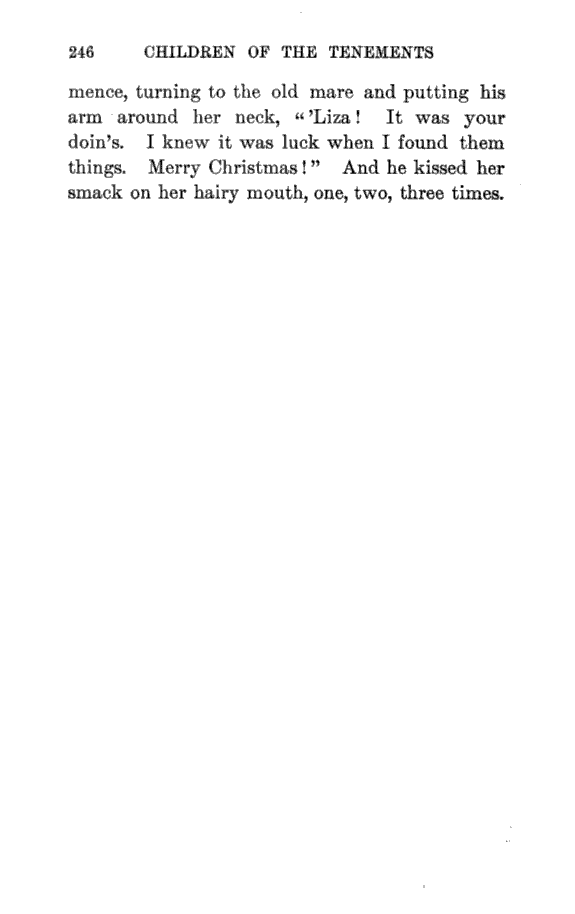 246 CHILDREN OF THE TENEMENTS
mence, turning to the old mare and putting his
arm around her neck, “’Liza! It was your
doin’s. I knew it was luck when I found them
things. Merry Christmas!” And he kissed her
smack on her hairy mouth, one, two, three times.